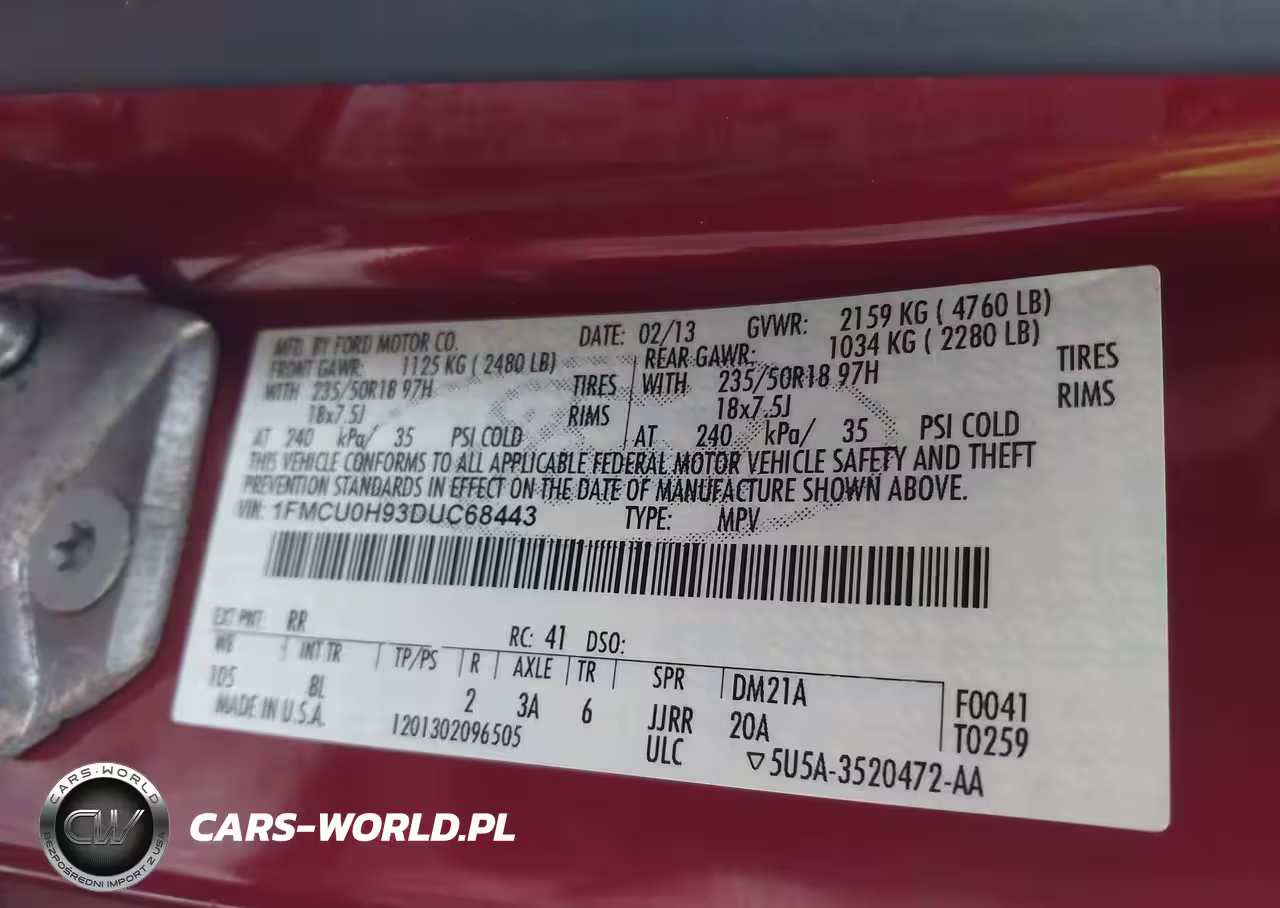 MFD. BY FORD MOTOR CO. DATE: 02/13 GVWR: 2159 KG ( 4760 LB)
FRONT GAWR: 1125 KG ( 2480 LB) REAR GAWR: 1034 KG ( 2280 LB)
WITH 235/50R18 97H TIRES WITH 235/50R18 97H TIRES
18x7.5J RIMS 18x7.5J RIMS
AT 240 kPa/ 35 PSI COLD AT 240 kPa/ 35 PSI COLD
THIS VEHICLE CONFORMS TO ALL APPLICABLE FEDERAL MOTOR VEHICLE SAFETY AND THEFT
PREVENTION STANDARDS IN EFFECT ON THE DATE OF MANUFACTURE SHOWN ABOVE.
VIN: 1FMCU0H93DUC68443 TYPE: MPV
EXT PNT: RR RC: 41 DSO:
WB INT TR TP/PS R AXLE TR SPR DM21A F0041
105 8L 2 3A 6 JJRR 20A T0259
MADE IN U.S.A. 1201302096505 ULC ▽5U5A-3520472-AA
CARS-WORLD
CW
BEZPOŚREDNI IMPORT Z USA
CARS-WORLD.PL